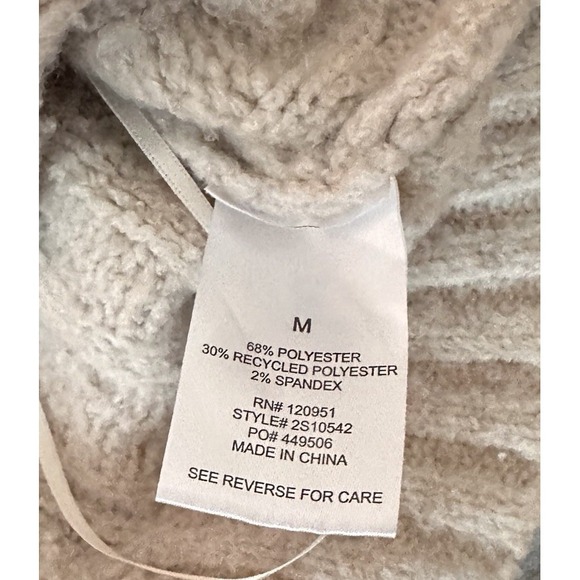 M
68% POLYESTER
30% RECYCLED POLYESTER
2% SPANDEX
RN# 120951
STYLE# 2S10542
PO# 449506
MADE IN CHINA
SEE REVERSE FOR CARE